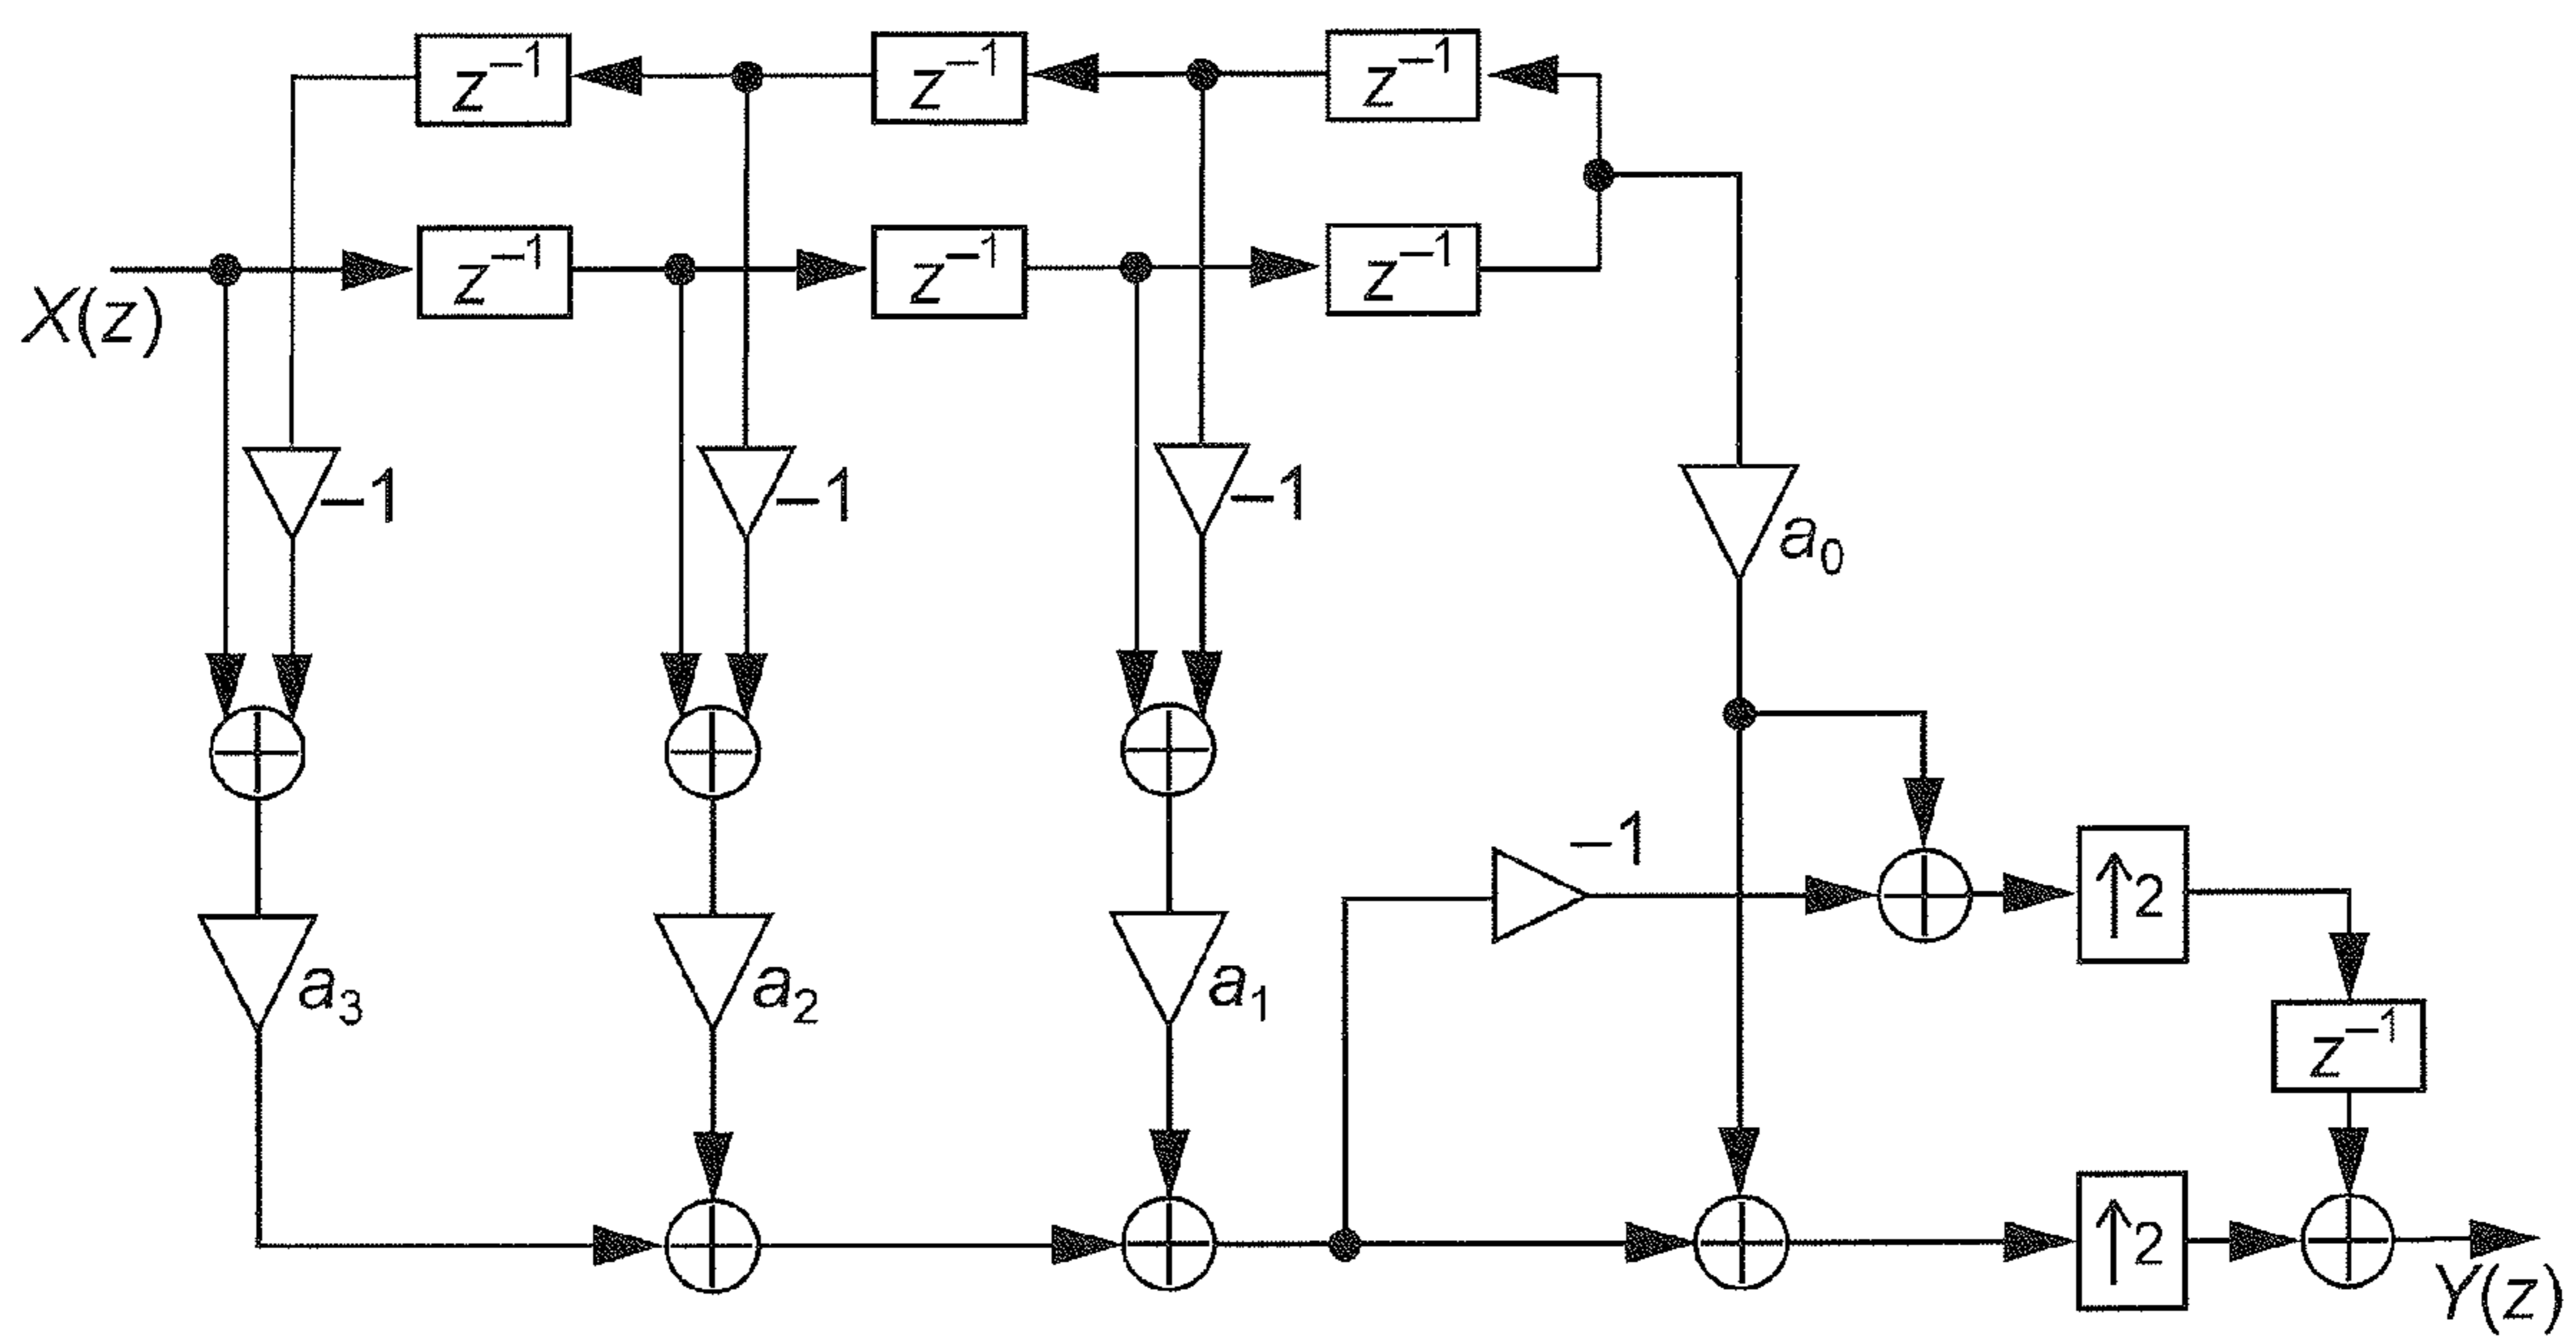 z⁻¹ z⁻¹ z⁻¹
X(z) z⁻¹ z⁻¹ z⁻¹
–1 –1 –1 a₀
–1 ↑2
a₃ a₂ a₁ z⁻¹
↑2 Y(z)